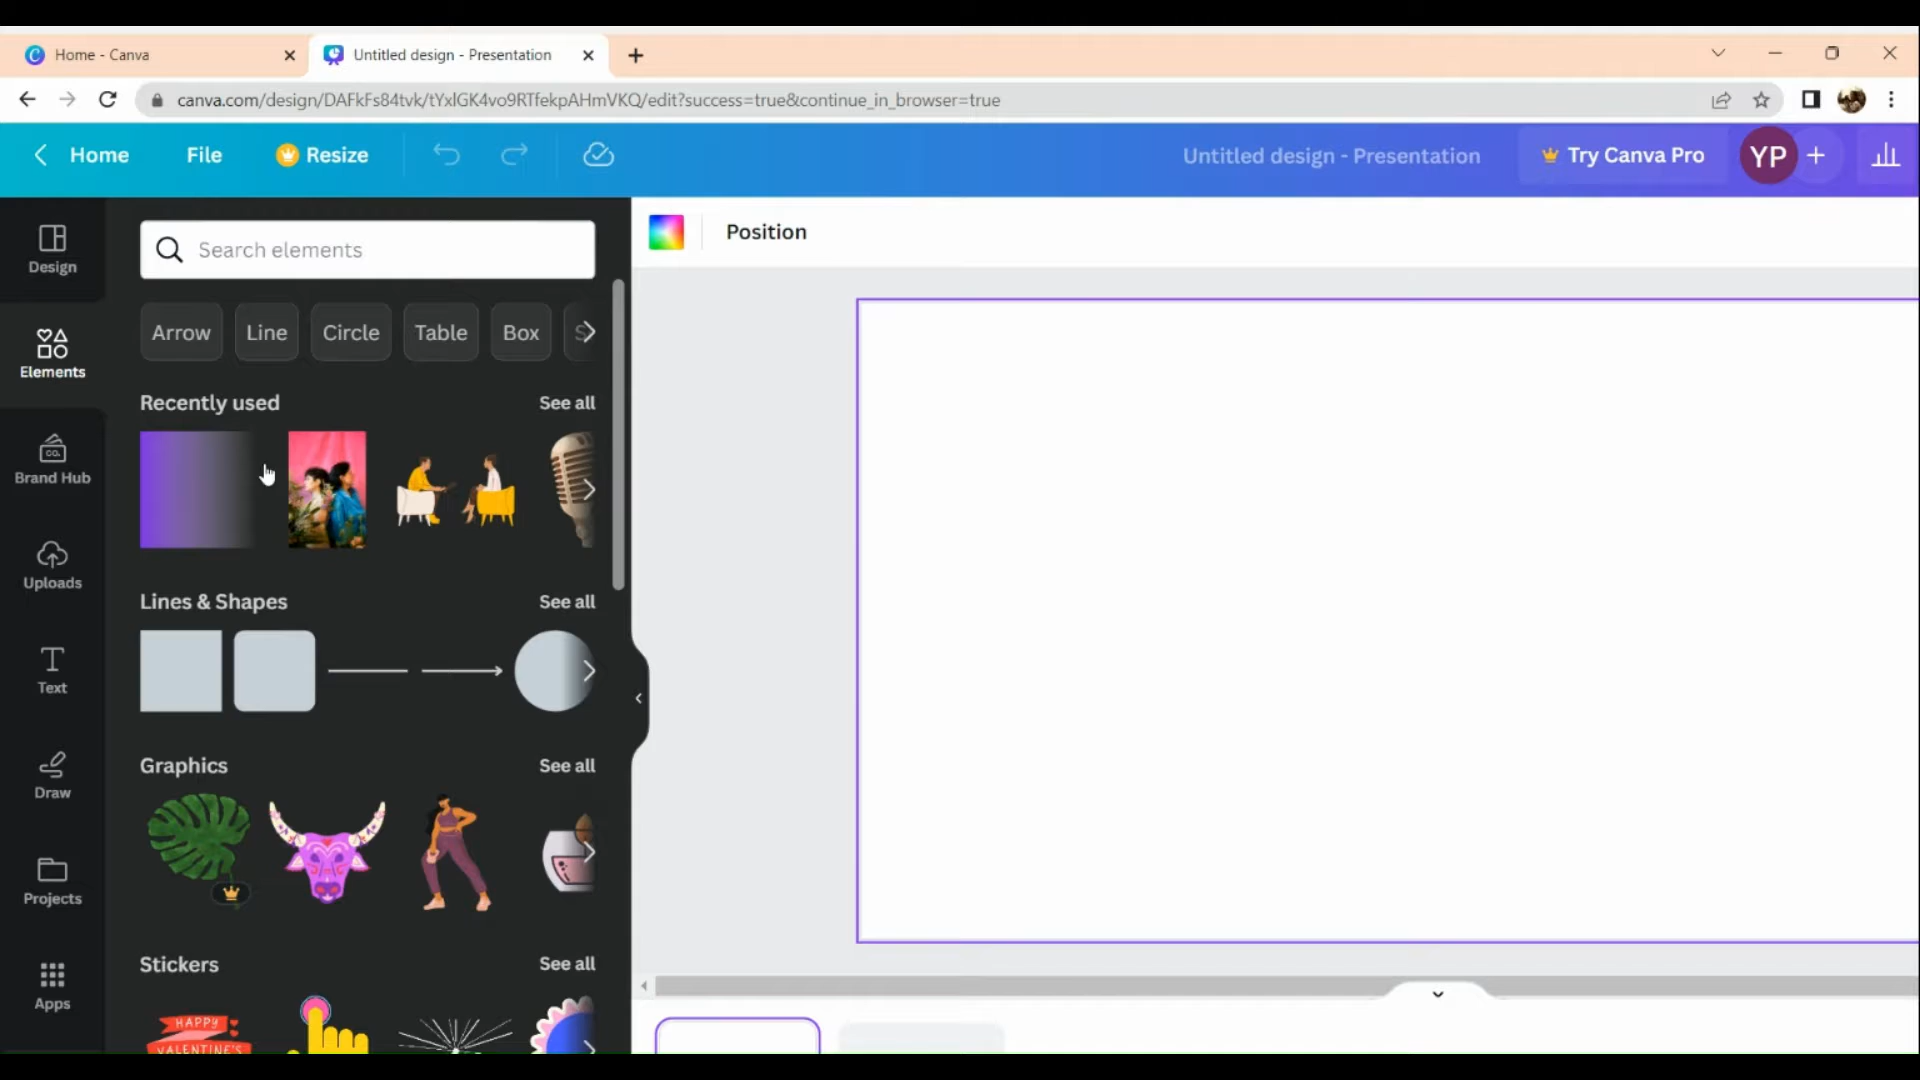 Home - Canva
Untitled design - Presentation
canva.com/design/DAFkFs84tvk/tYxlGK4vo9RTfekpAHmVKQ/edit?success=true&continue_in_browser=true
Home
File
Resize
Untitled design - Presentation
Try Canva Pro
YP
Design
Elements
Brand Hub
CO.
Uploads
Text
Draw
Projects
Apps
Search elements
Arrow
Line
Circle
Table
Box
S
Recently used
See all
Lines & Shapes
See all
Graphics
See all
Stickers
See all
HAPPY
VALENTINE'S
Position